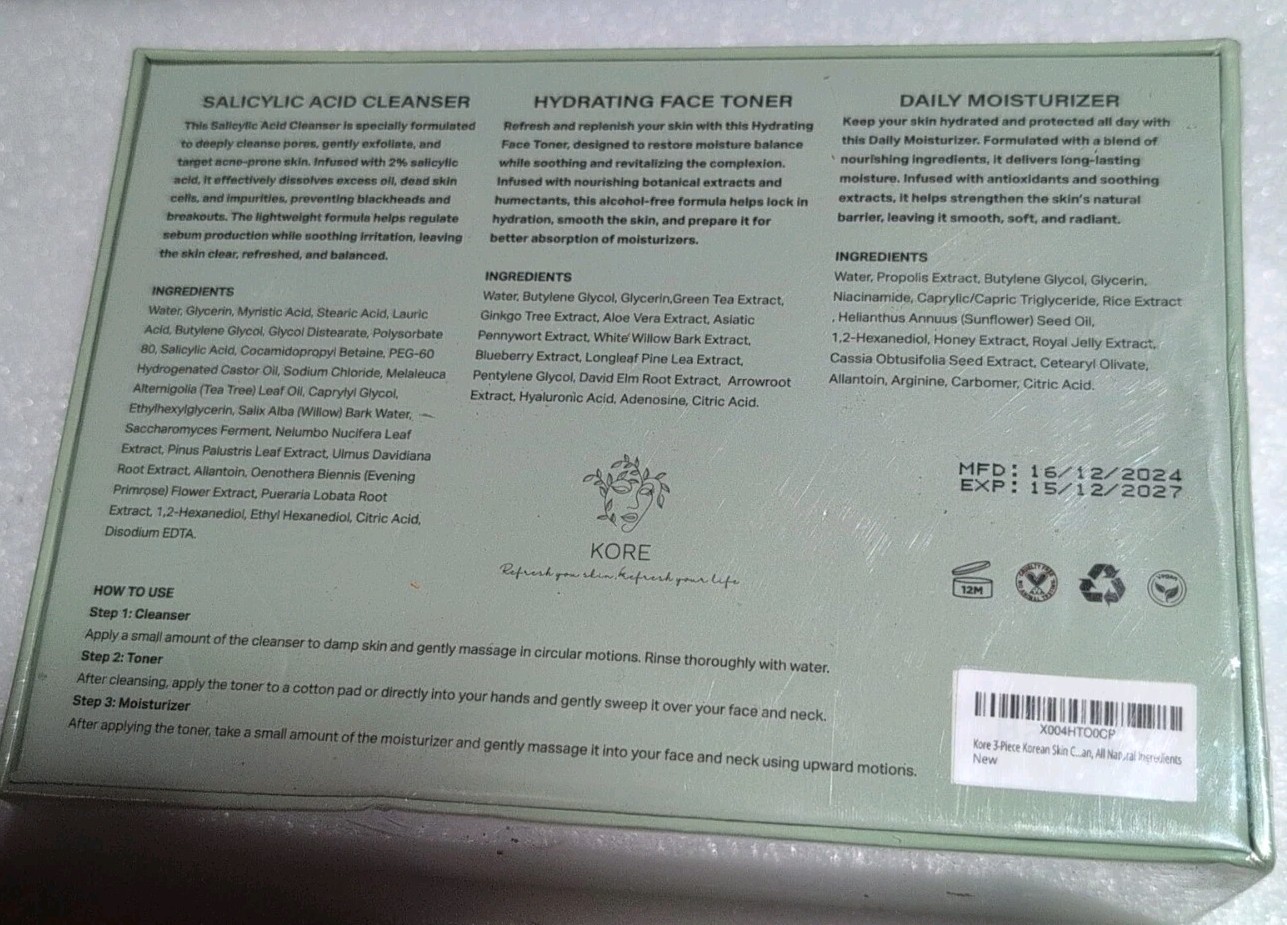 SALICYLIC ACID CLEANSER
This Salicylic Acid Cleanser is specially formulated
to deeply cleanse pores, gently exfoliate, and
target acne-prone skin. Infused with 2% salicylic
acid, it effectively dissolves excess oil, dead skin
cells, and impurities, preventing blackheads and
breakouts. The lightweight formula helps regulate
sebum production while soothing irritation, leaving
the skin clear, refreshed, and balanced.
INGREDIENTS
Water, Glycerin, Myristic Acid, Stearic Acid, Lauric
Acid, Butylene Glycol, Glycol Distearate, Polysorbate
80, Salicylic Acid, Cocamidopropyl Betaine, PEG-60
Hydrogenated Castor Oil, Sodium Chloride, Melaleuca
Alternigolia (Tea Tree) Leaf Oil, Caprylyl Glycol,
Ethylhexylglycerin, Salix Alba (Willow) Bark Water,
Saccharomyces Ferment, Nelumbo Nucifera Leaf
Extract, Pinus Palustris Leaf Extract, Ulmus Davidiana
Root Extract, Allantoin, Oenothera Biennis (Evening
Primrose) Flower Extract, Pueraria Lobata Root
Extract, 1,2-Hexanediol, Ethyl Hexanediol, Citric Acid,
Disodium EDTA.
HYDRATING FACE TONER
Refresh and replenish your skin with this Hydrating
Face Toner, designed to restore moisture balance
while soothing and revitalizing the complexion.
Infused with nourishing botanical extracts and
humectants, this alcohol-free formula helps lock in
hydration, smooth the skin, and prepare it for
better absorption of moisturizers.
INGREDIENTS
Water, Butylene Glycol, Glycerin,Green Tea Extract,
Ginkgo Tree Extract, Aloe Vera Extract, Asiatic
Pennywort Extract, White Willow Bark Extract,
Blueberry Extract, Longleaf Pine Lea Extract,
Pentylene Glycol, David Elm Root Extract, Arrowroot
Extract, Hyaluronic Acid, Adenosine, Citric Acid.
DAILY MOISTURIZER
Keep your skin hydrated and protected all day with
this Daily Moisturizer. Formulated with a blend of
nourishing ingredients, it delivers long-lasting
moisture. Infused with antioxidants and soothing
extracts, it helps strengthen the skin's natural
barrier, leaving it smooth, soft, and radiant.
INGREDIENTS
Water, Propolis Extract, Butylene Glycol, Glycerin,
Niacinamide, Caprylic/Capric Triglyceride, Rice Extract
, Helianthus Annuus (Sunflower) Seed Oil,
1,2-Hexanediol, Honey Extract, Royal Jelly Extract,
Cassia Obtusifolia Seed Extract, Cetearyl Olivate,
Allantoin, Arginine, Carbomer, Citric Acid.
KORE
Refresh you skin, Refresh your life
MFD: 16/12/2024
EXP: 15/12/2027
12M
CRUELTY FREE
VEGAN
HOW TO USE
Step 1: Cleanser
Apply a small amount of the cleanser to damp skin and gently massage in circular motions. Rinse thoroughly with water.
Step 2: Toner
After cleansing, apply the toner to a cotton pad or directly into your hands and gently sweep it over your face and neck.
Step 3: Moisturizer
After applying the toner, take a small amount of the moisturizer and gently massage it into your face and neck using upward motions.
X004HTO0CP
Kore 3-Piece Korean Skin C...an, All Natural Ingredients
New